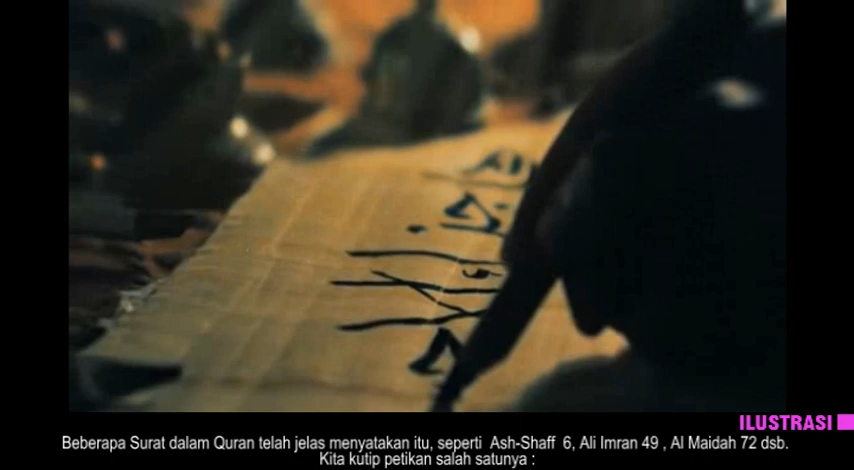 ILUSTRASI
Beberapa Surat dalam Quran telah jelas menyatakan itu, seperti Ash-Shaff 6, Ali Imran 49 , Al Maidah 72 dsb.
Kita kutip petikan salah satunya :